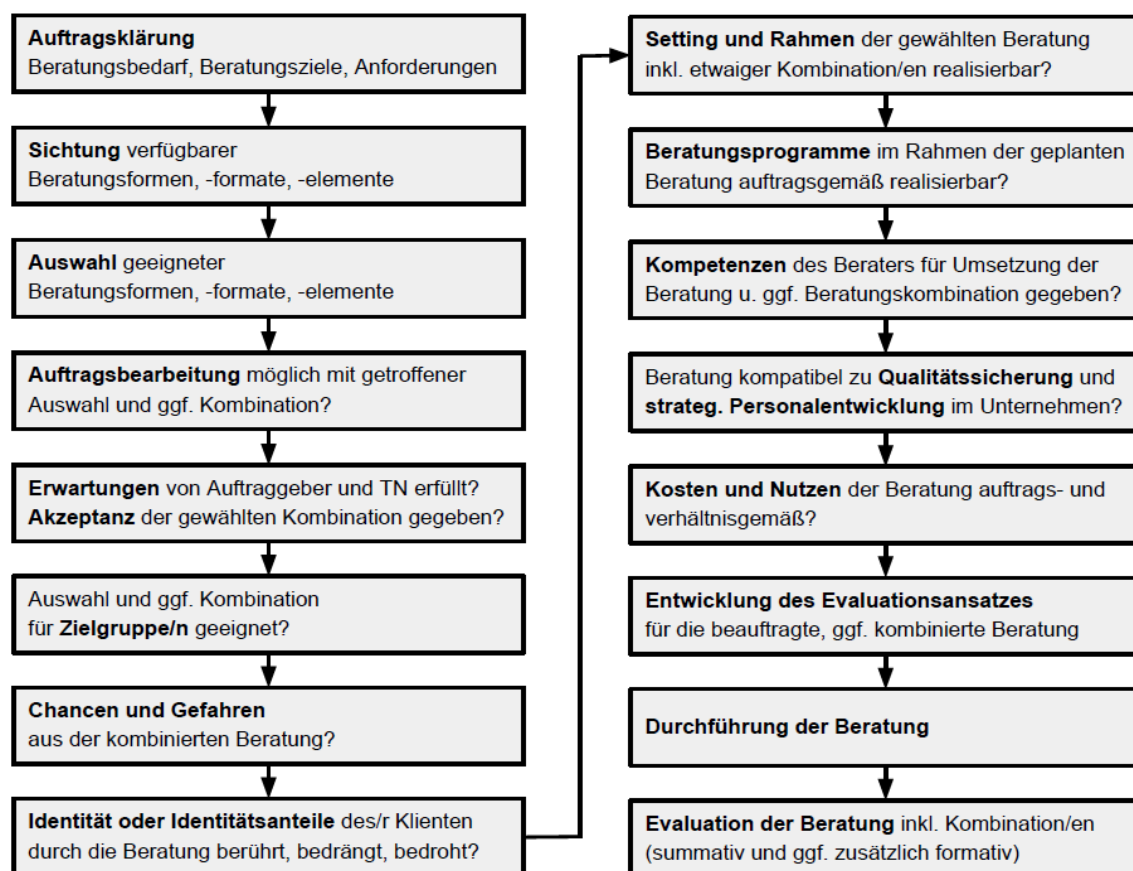 Auftragsklärung
Beratungsbedarf, Beratungsziele, Anforderungen
Sichtung verfügbarer
Beratungsformen, -formate, -elemente
Auswahl geeigneter
Beratungsformen, -formate, -elemente
Auftragsbearbeitung möglich mit getroffener
Auswahl und ggf. Kombination?
Erwartungen von Auftraggeber und TN erfüllt?
Akzeptanz der gewählten Kombination gegeben?
Auswahl und ggf. Kombination
für Zielgruppe/n geeignet?
Chancen und Gefahren
aus der kombinierten Beratung?
Identität oder Identitätsanteile des/r Klienten
durch die Beratung berührt, bedrängt, bedroht?
Setting und Rahmen der gewählten Beratung
inkl. etwaiger Kombination/en realisierbar?
Beratungsprogramme im Rahmen der geplanten
Beratung auftragsgemäß realisierbar?
Kompetenzen des Beraters für Umsetzung der
Beratung u. ggf. Beratungskombination gegeben?
Beratung kompatibel zu Qualitätssicherung und
strateg. Personalentwicklung im Unternehmen?
Kosten und Nutzen der Beratung auftrags- und
verhältnisgemäß?
Entwicklung des Evaluationsansatzes
für die beauftragte, ggf. kombinierte Beratung
Durchführung der Beratung
Evaluation der Beratung inkl. Kombination/en
(summativ und ggf. zusätzlich formativ)